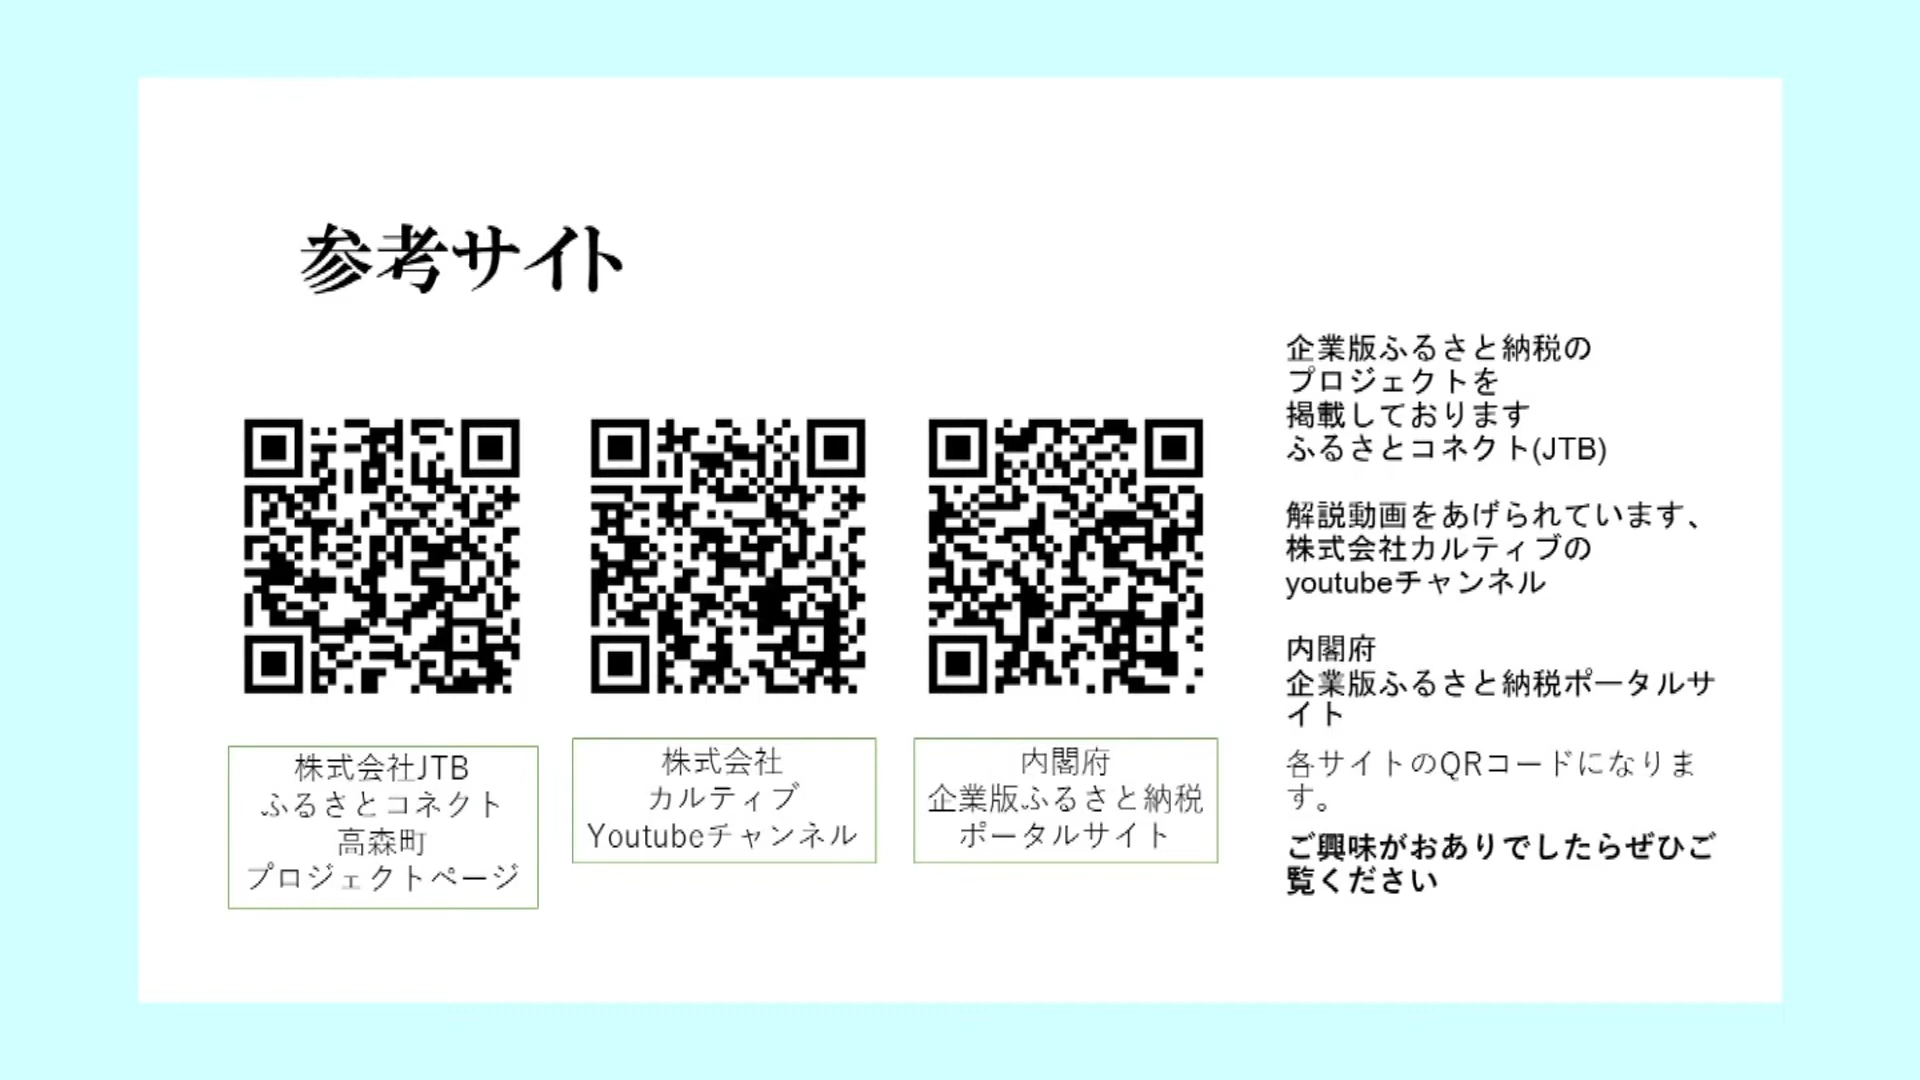 参考サイト
株式会社JTB
ふるさとコネクト
高森町
プロジェクトページ
株式会社
カルティブ
Youtubeチャンネル
内閣府
企業版ふるさと納税
ポータルサイト
企業版ふるさと納税の
プロジェクトを
掲載しております
ふるさとコネクト(JTB)
解説動画をあげられています、
株式会社カルティブの
youtubeチャンネル
内閣府
企業版ふるさと納税ポータルサ
イト
各サイトのQRコードになりま
す。
ご興味がおありでしたらぜひご
覧ください